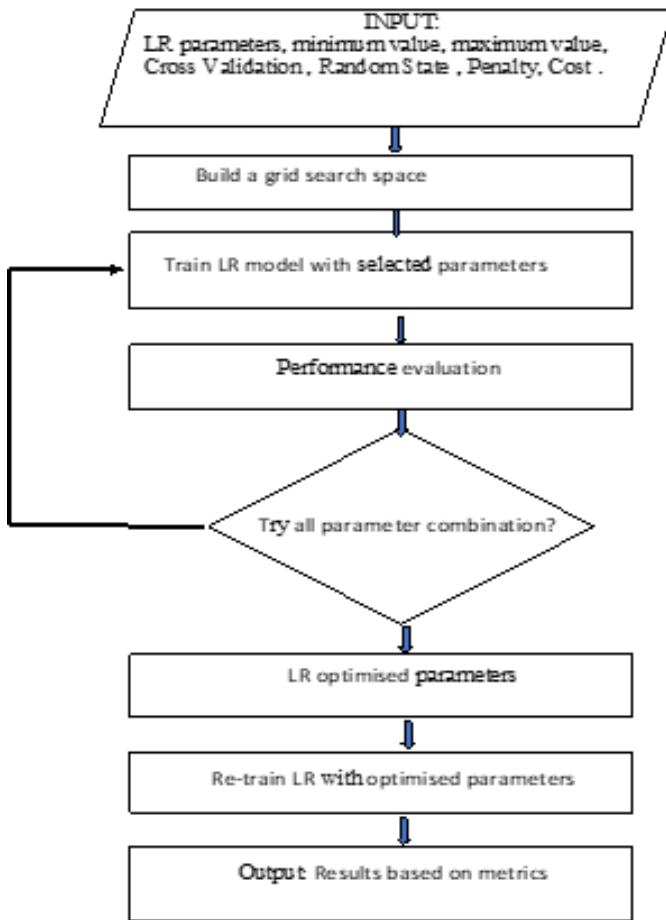 INPUT:
LR parameters, minimum value, maximum value,
Cross Validation , Random State , Penalty, Cost .
Build a grid search space
Train LR model with selected parameters
Performance evaluation
Try all parameter combination?
LR optimised parameters
Re-train LR with optimised parameters
Output: Results based on metrics